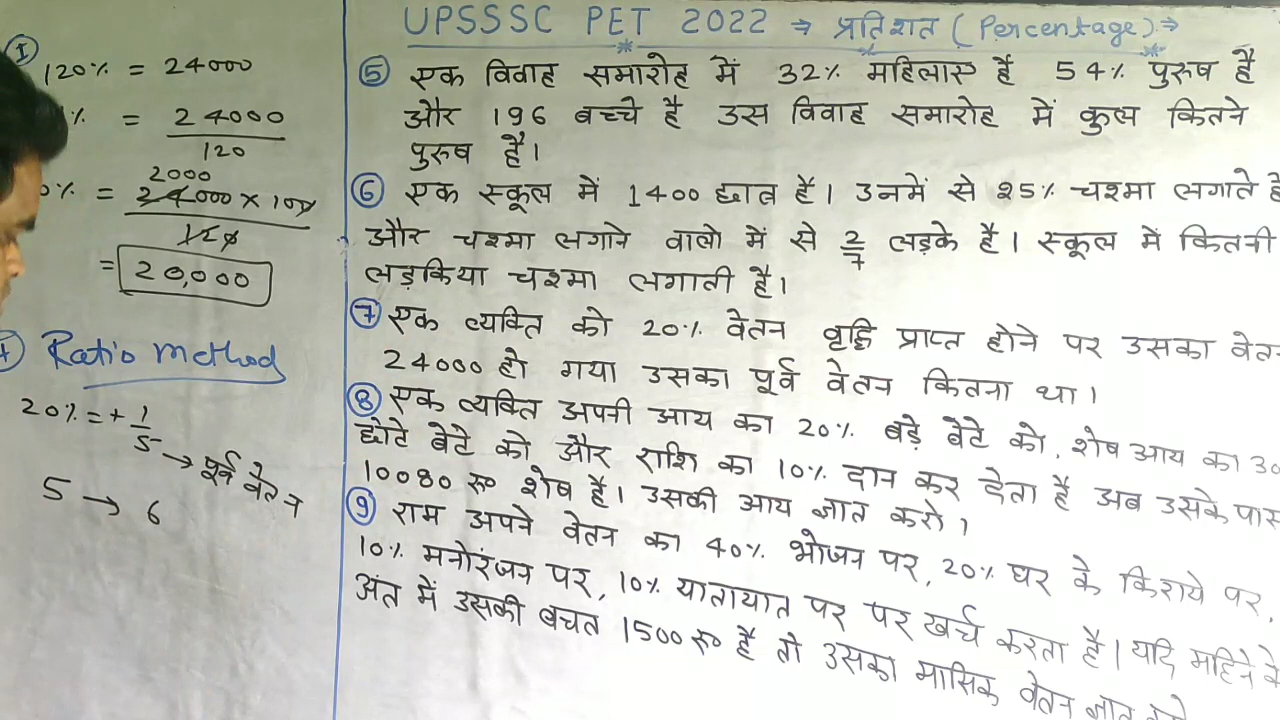 UPSSSC PET 2022 ⇒ प्रतिशत (Percentage) ⇒
I
120% = 24000
% = 24000
120
2000
0% = 24000 × 100
120
= 20,000
Ratio method
20% = + 1/5 → पूर्व वेतन
5 → 6
5 एक विवाह समारोह में 32% महिलाएं हैं 54% पुरुष हैं
और 196 बच्चे है उस विवाह समारोह में कुल कितने
पुरुष हैं।
6 एक स्कूल में 1400 छात्र हैं। उनमें से 25% चश्मा लगाते है
और चश्मा लगाने वालो में से 2/7 लड़के हैं। स्कूल में कितनी
लड़किया चश्मा लगाती हैं।
7 एक व्यक्ति को 20% वेतन वृद्धि प्राप्त होने पर उसका वेतन
24000 हो गया उसका पूर्व वेतन कितना था।
8 एक व्यक्ति अपनी आय का 20% बड़े बेटे को, शेष आय का 30
छोटे बेटे को और राशि का 10% दान कर देता है अब उसके पास
10080 रू० शेष हैं। उसकी आय ज्ञात करो।
9 राम अपने वेतन का 40% भोजन पर, 20% घर के किराये पर,
10% मनोरंजन पर, 10% यातायात पर पर खर्च करता हैं। यदि महिने के
अंत में उसकी बचत 1500 रू० है तो उसका मासिक वेतन ज्ञात